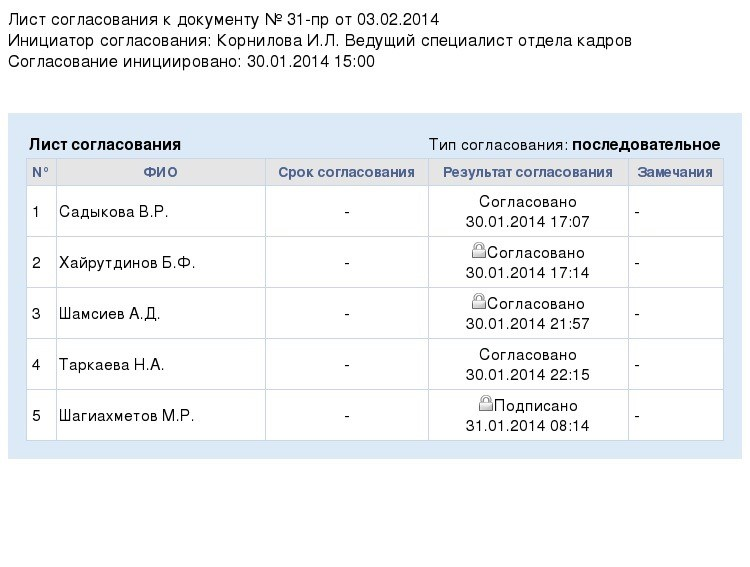 Лист согласования к документу № 31-пр от 03.02.2014
Инициатор согласования: Корнилова И.Л. Ведущий специалист отдела кадров
Согласование инициировано: 30.01.2014 15:00
Лист согласования Тип согласования: последовательное
N° ФИО Срок согласования Результат согласования Замечания
1 Садыкова В.Р. - Согласовано 30.01.2014 17:07 -
2 Хайрутдинов Б.Ф. - Согласовано 30.01.2014 17:14 -
3 Шамсиев А.Д. - Согласовано 30.01.2014 21:57 -
4 Таркаева Н.А. - Согласовано 30.01.2014 22:15 -
5 Шагиахметов М.Р. - Подписано 31.01.2014 08:14 -